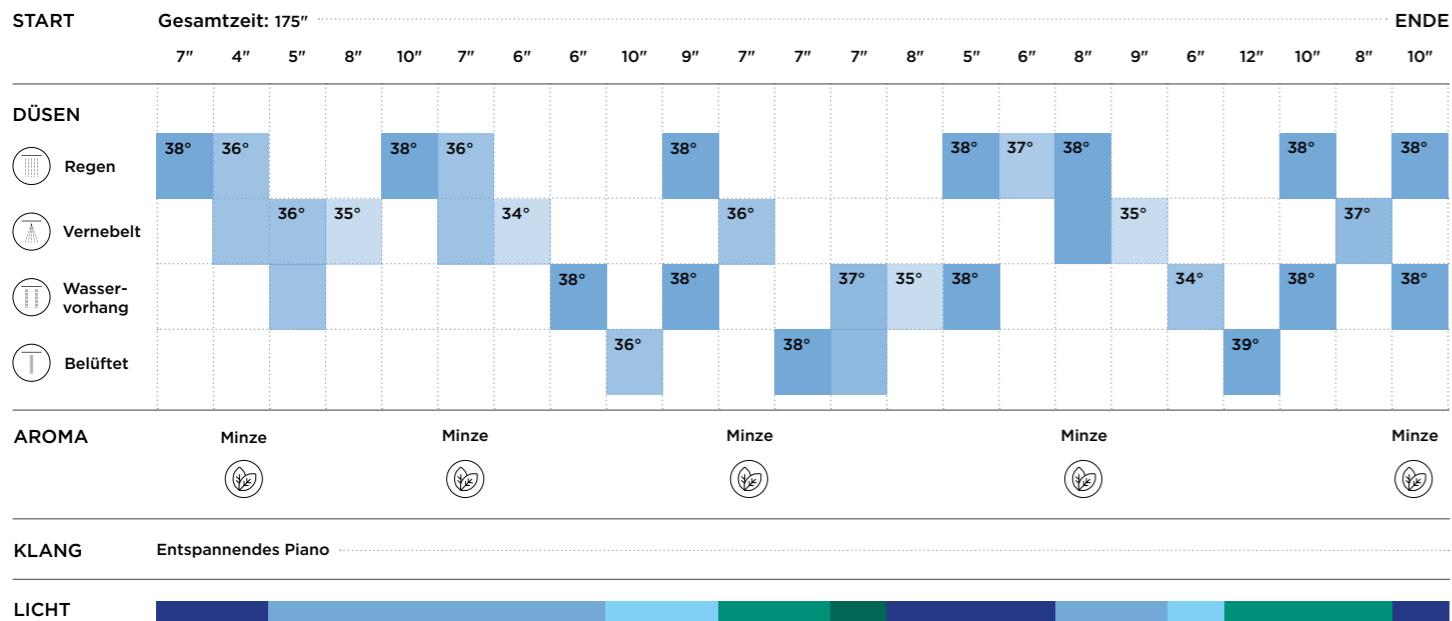 START Gesamtzeit: 175" ENDE
7" 4" 5" 8" 10" 7" 6" 6" 10" 9" 7" 7" 7" 8" 5" 6" 8" 9" 6" 12" 10" 8" 10"
DÜSEN
38° 36° 38° 36° 38° 38° 37° 38° 38° 38°
Regen
36° 35° 34° 36° 35° 37°
Vernebelt
38° 38° 37° 35° 38° 34° 38° 38°
Wasser-
vorhang
36° 38° 39°
Belüftet
AROMA Minze Minze Minze Minze Minze
KLANG Entspannendes Piano
LICHT